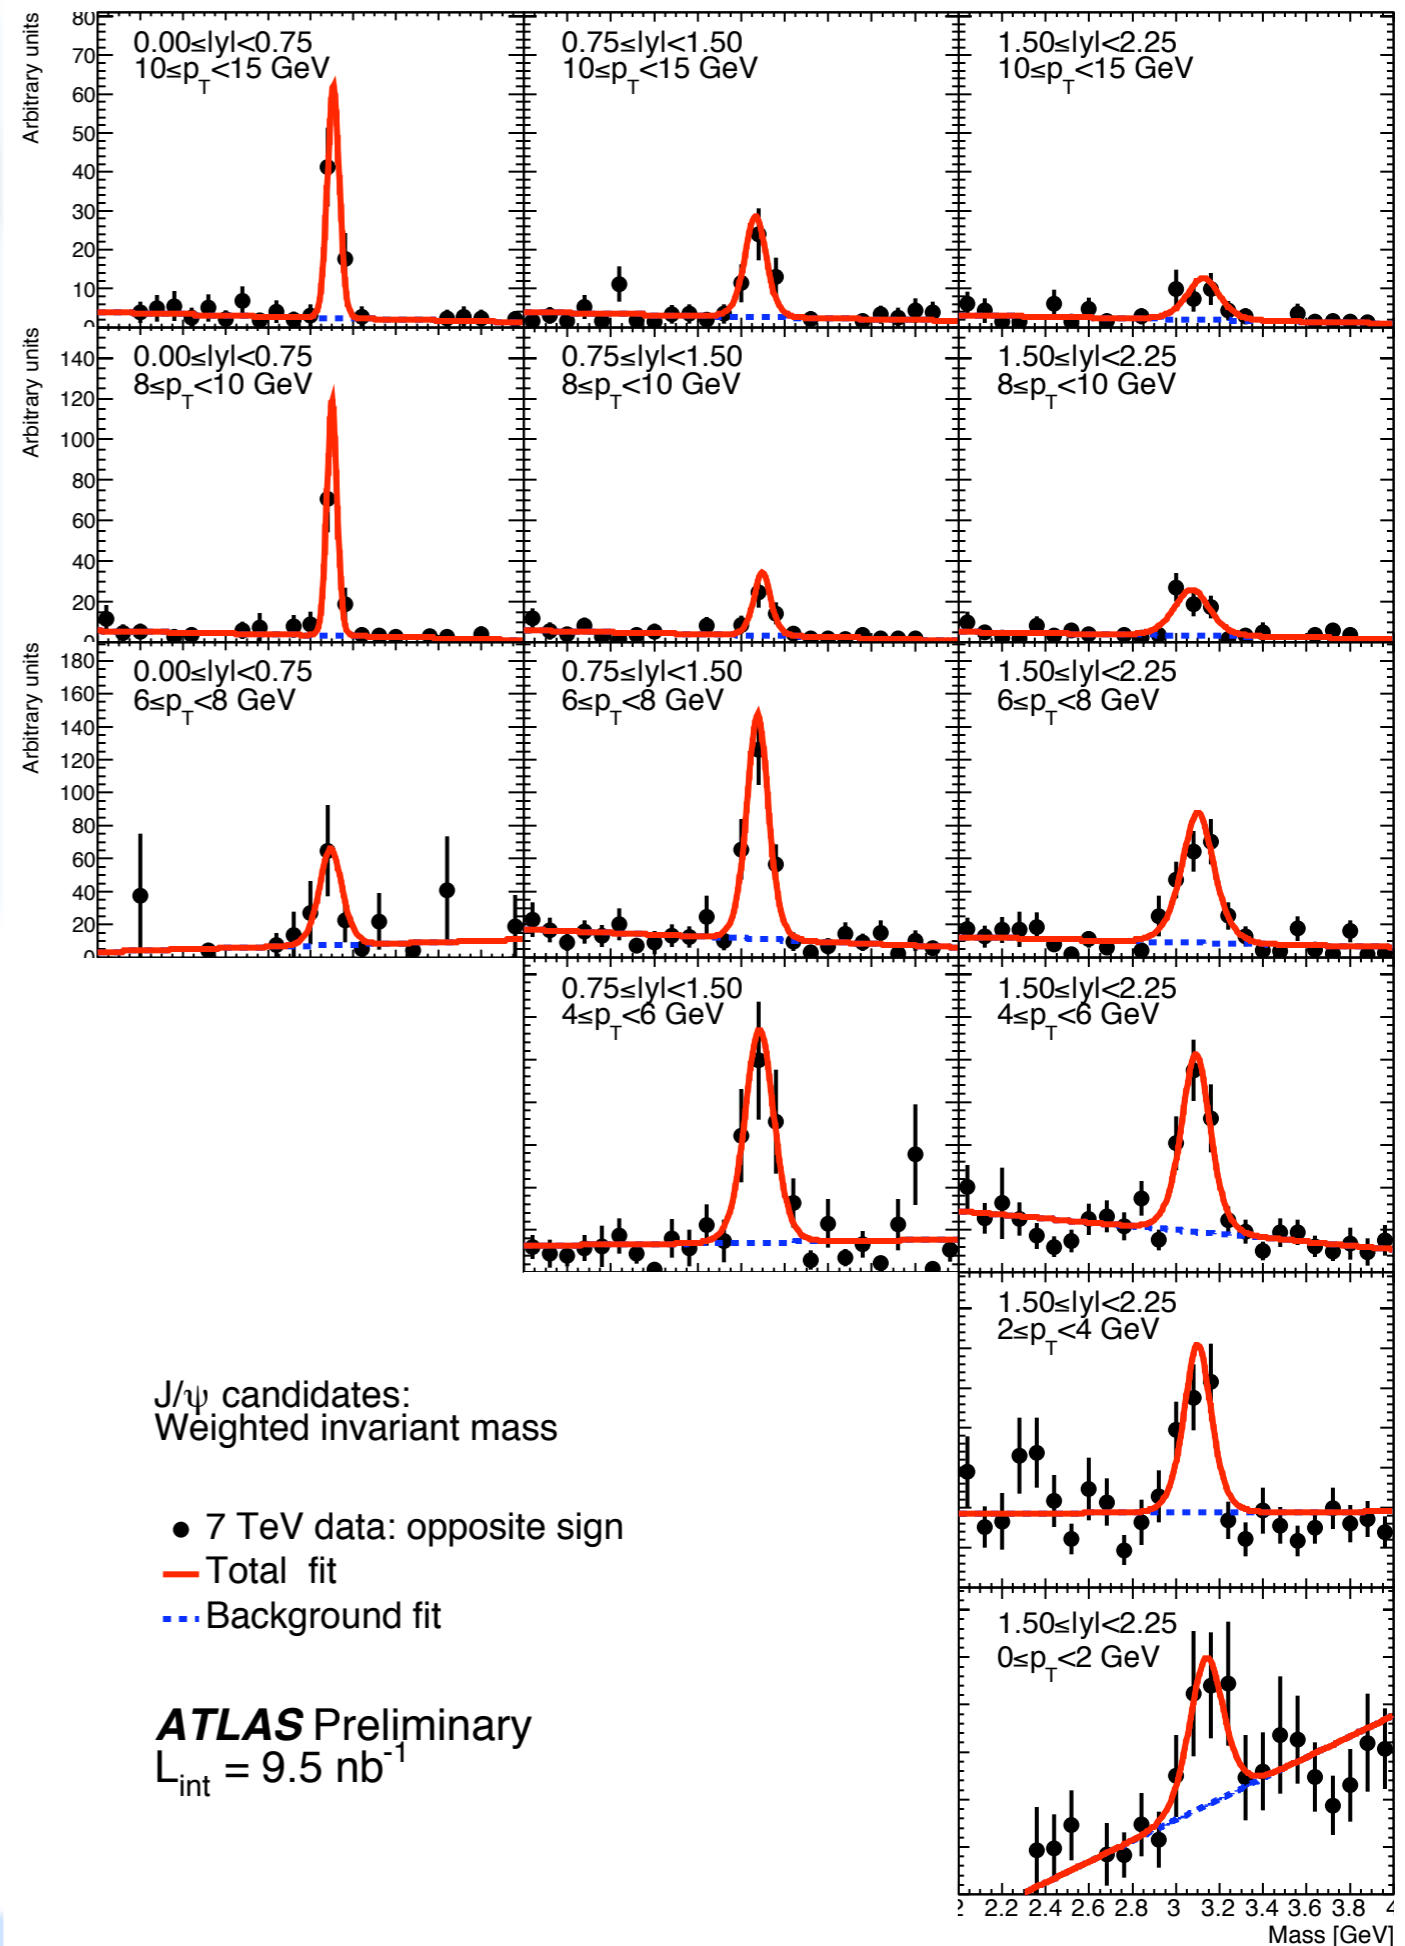 Arbitrary units
80
70
60
50
40
30
20
10
0
0.00≤|y|<0.75
10≤p_T<15 GeV
0.75≤|y|<1.50
10≤p_T<15 GeV
1.50≤|y|<2.25
10≤p_T<15 GeV
Arbitrary units
140
120
100
80
60
40
20
0
0.00≤|y|<0.75
8≤p_T<10 GeV
0.75≤|y|<1.50
8≤p_T<10 GeV
1.50≤|y|<2.25
8≤p_T<10 GeV
Arbitrary units
180
160
140
120
100
80
60
40
20
0
0.00≤|y|<0.75
6≤p_T<8 GeV
0.75≤|y|<1.50
6≤p_T<8 GeV
1.50≤|y|<2.25
6≤p_T<8 GeV
0.75≤|y|<1.50
4≤p_T<6 GeV
1.50≤|y|<2.25
4≤p_T<6 GeV
1.50≤|y|<2.25
2≤p_T<4 GeV
1.50≤|y|<2.25
0≤p_T<2 GeV
2 2.2 2.4 2.6 2.8 3 3.2 3.4 3.6 3.8 4
Mass [GeV]
J/ψ candidates:
Weighted invariant mass
7 TeV data: opposite sign
Total fit
Background fit
ATLAS Preliminary
L_int = 9.5 nb^-1